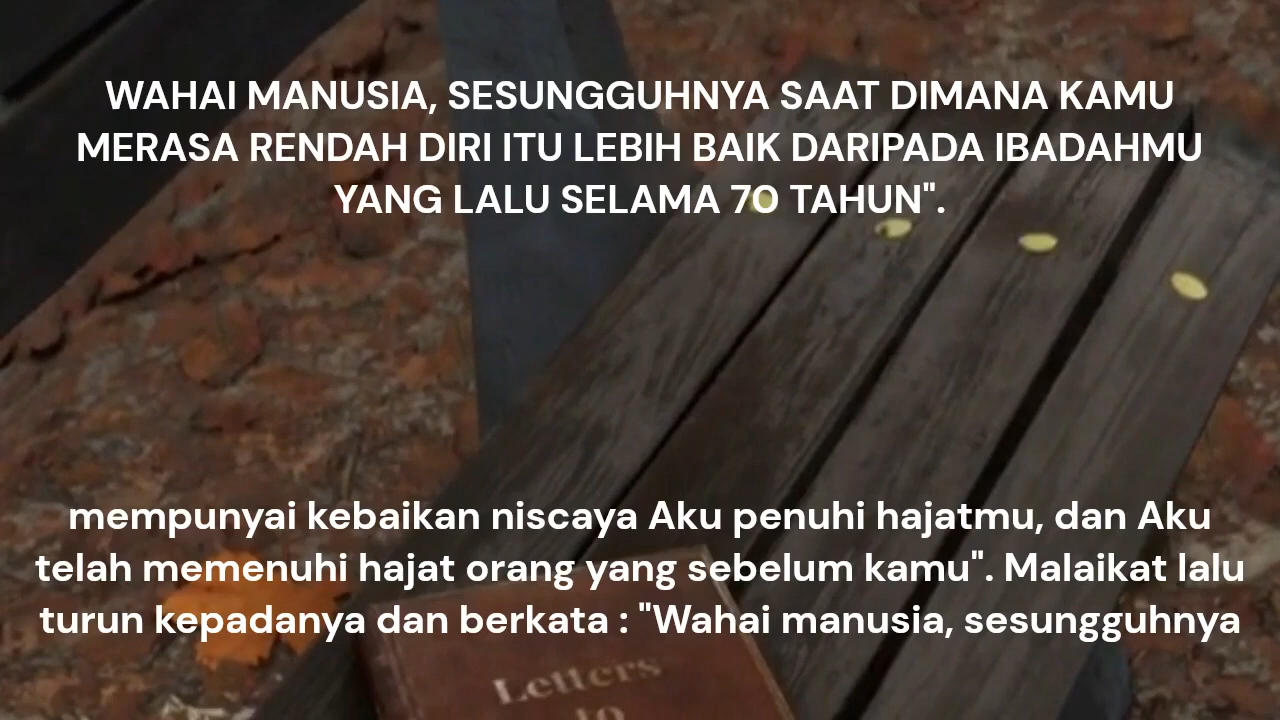 WAHAI MANUSIA, SESUNGGUHNYA SAAT DIMANA KAMU
MERASA RENDAH DIRI ITU LEBIH BAIK DARIPADA IBADAHMU
YANG LALU SELAMA 70 TAHUN".
mempunyai kebaikan niscaya Aku penuhi hajatmu, dan Aku
telah memenuhi hajat orang yang sebelum kamu". Malaikat lalu
turun kepadanya dan berkata : "Wahai manusia, sesungguhnya
Letters
to